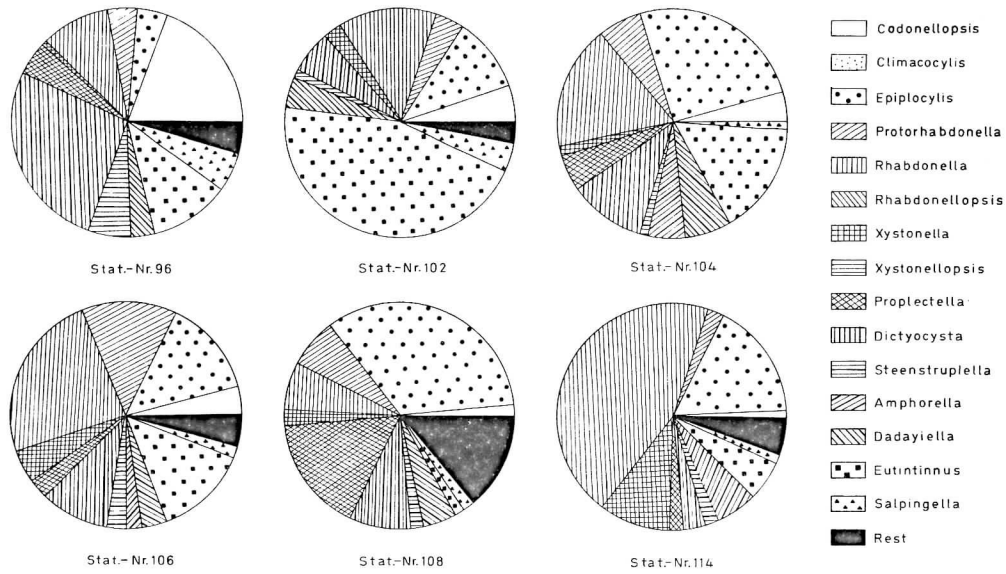 Stat.-Nr.96
Stat.-Nr.102
Stat.-Nr.104
Stat.-Nr.106
Stat.-Nr.108
Stat.-Nr.114
Codonellopsis
Climacocylis
Epiplocylis
Protorhabdonella
Rhabdonella
Rhabdonellopsis
Xystonella
Xystonellopsis
Proplectella
Dictyocysta
Steenstrupiella
Amphorella
Dadayiella
Eutintinnus
Salpingella
Rest